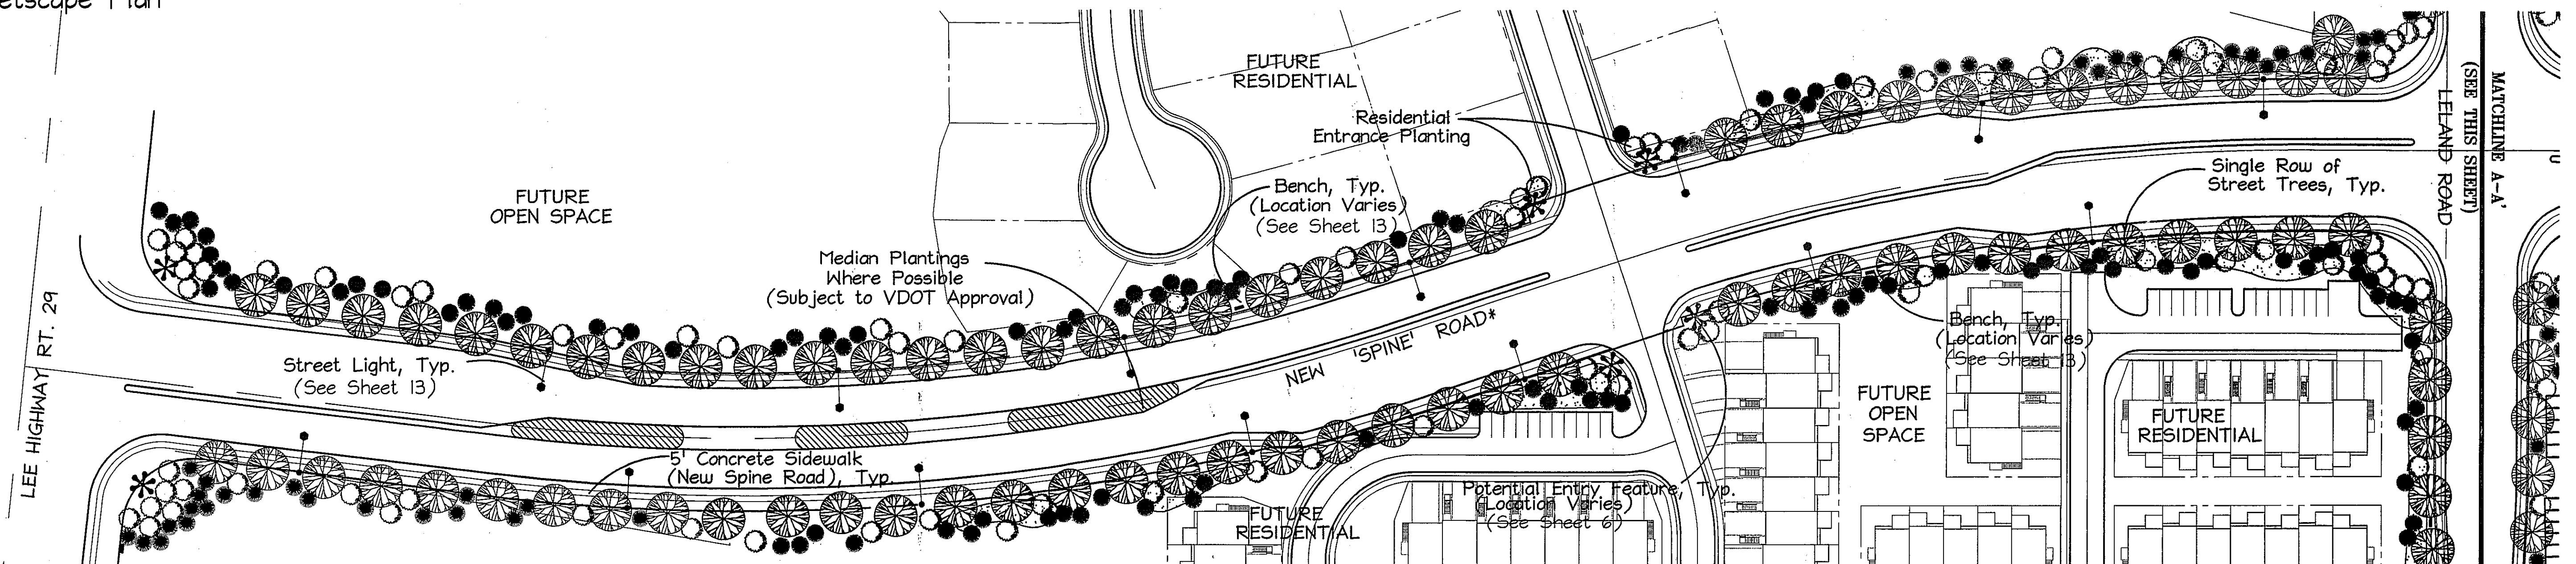 etscape Plan
LEE HIGHWAY RT. 29
FUTURE
OPEN SPACE
Street Light, Typ.
(See Sheet 13)
Median Plantings
Where Possible
(Subject to VDOT Approval)
5' Concrete Sidewalk
(New Spine Road), Typ.
FUTURE
RESIDENTIAL
Residential
Entrance Planting
Bench, Typ.
(Location Varies)
(See Sheet 13)
NEW 'SPINE' ROAD*
FUTURE
RESIDENTIAL
Potential Entry Feature, Typ.
Location Varies)
(See Sheet 6)
Single Row of
Street Trees, Typ.
Bench, Typ.
(Location Varies)
(See Sheet 13)
FUTURE
OPEN
SPACE
FUTURE
RESIDENTIAL
LELAND ROAD
MATCHLINE A-A'
(SEE THIS SHEET)